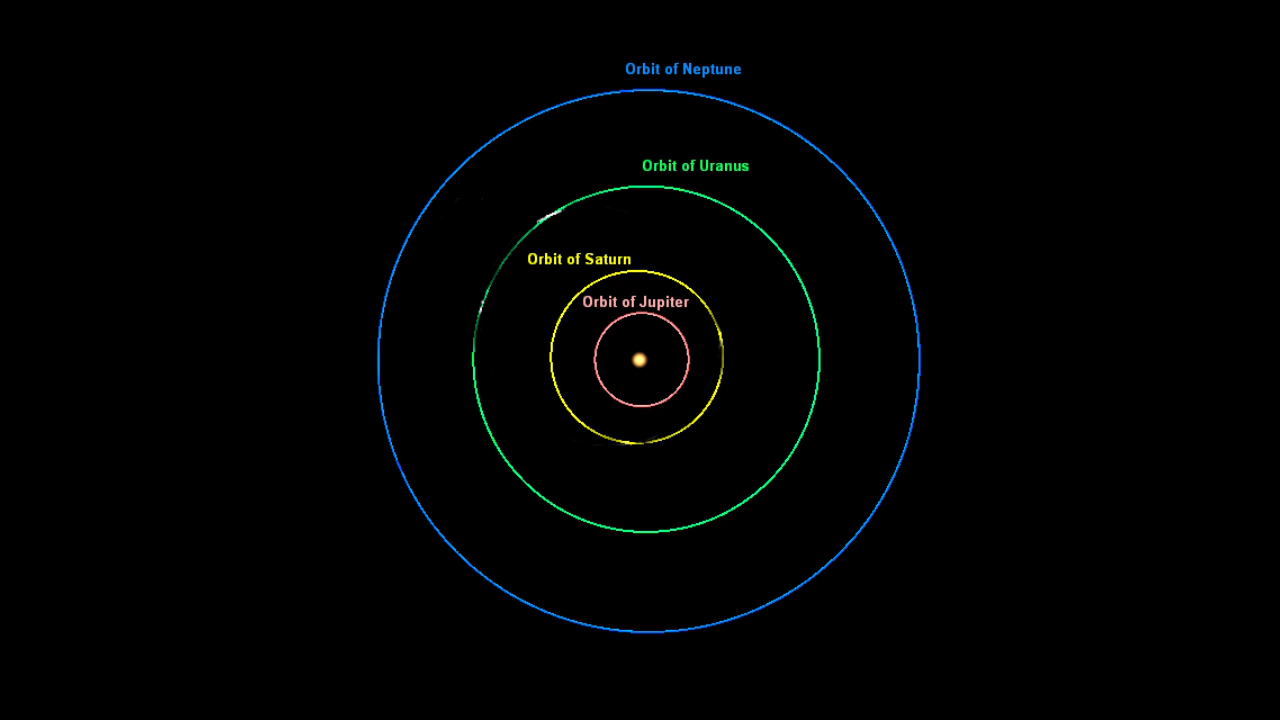 Orbit of Neptune
Orbit of Uranus
Orbit of Saturn
Orbit of Jupiter